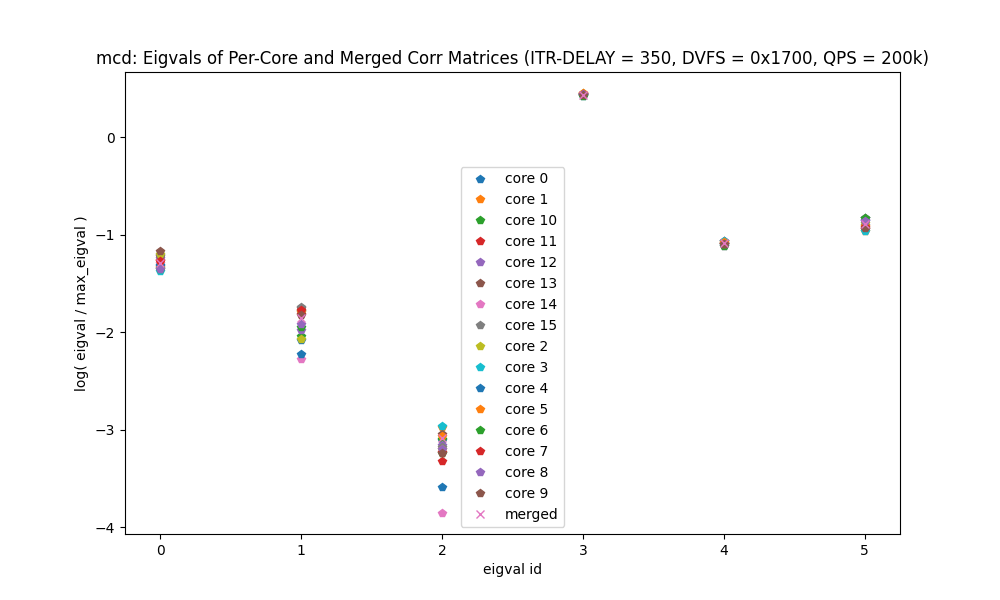 mcd: Eigvals of Per-Core and Merged Corr Matrices (ITR-DELAY = 350, DVFS = 0x1700, QPS = 200k)
log( eigval / max_eigval )
0
−1
−2
−3
−4
core 0
core 1
core 10
core 11
core 12
core 13
core 14
core 15
core 2
core 3
core 4
core 5
core 6
core 7
core 8
core 9
merged
0 1 2 3 4 5
eigval id